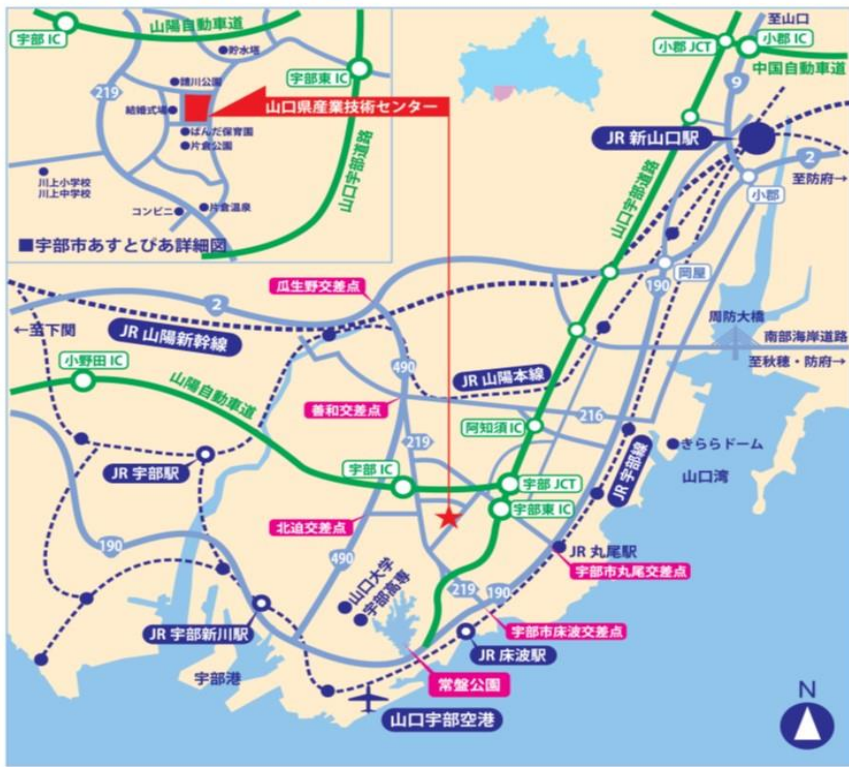 山陽自動車道
宇部IC
貯水塔
宇部東IC
護川公園
219
結婚式場
山口県産業技術センター
ぱんだ保育園
片倉公園
山口宇部道路
川上小学校
川上中学校
コンビニ
片倉温泉
■宇部市あすとぴあ詳細図
至山口
小郡JCT
小郡IC
中国自動車道
9
JR 新山口駅
2
至防府→
小郡
山口宇部道路
瓜生野交差点
岡屋
190
2
周防大橋
←至下関
JR 山陽新幹線
南部海岸道路
至秋穂・防府→
小野田IC
490
JR 山陽本線
山陽自動車道
善和交差点
216
阿知須IC
219
きららドーム
JR 宇部線
山口湾
JR 宇部駅
宇部IC
宇部JCT
宇部東IC
北迫交差点
190
490
JR 丸尾駅
宇部市丸尾交差点
山口大学
宇部高専
219
190
JR 宇部新川駅
宇部市床波交差点
JR 床波駅
宇部港
常盤公園
山口宇部空港
N